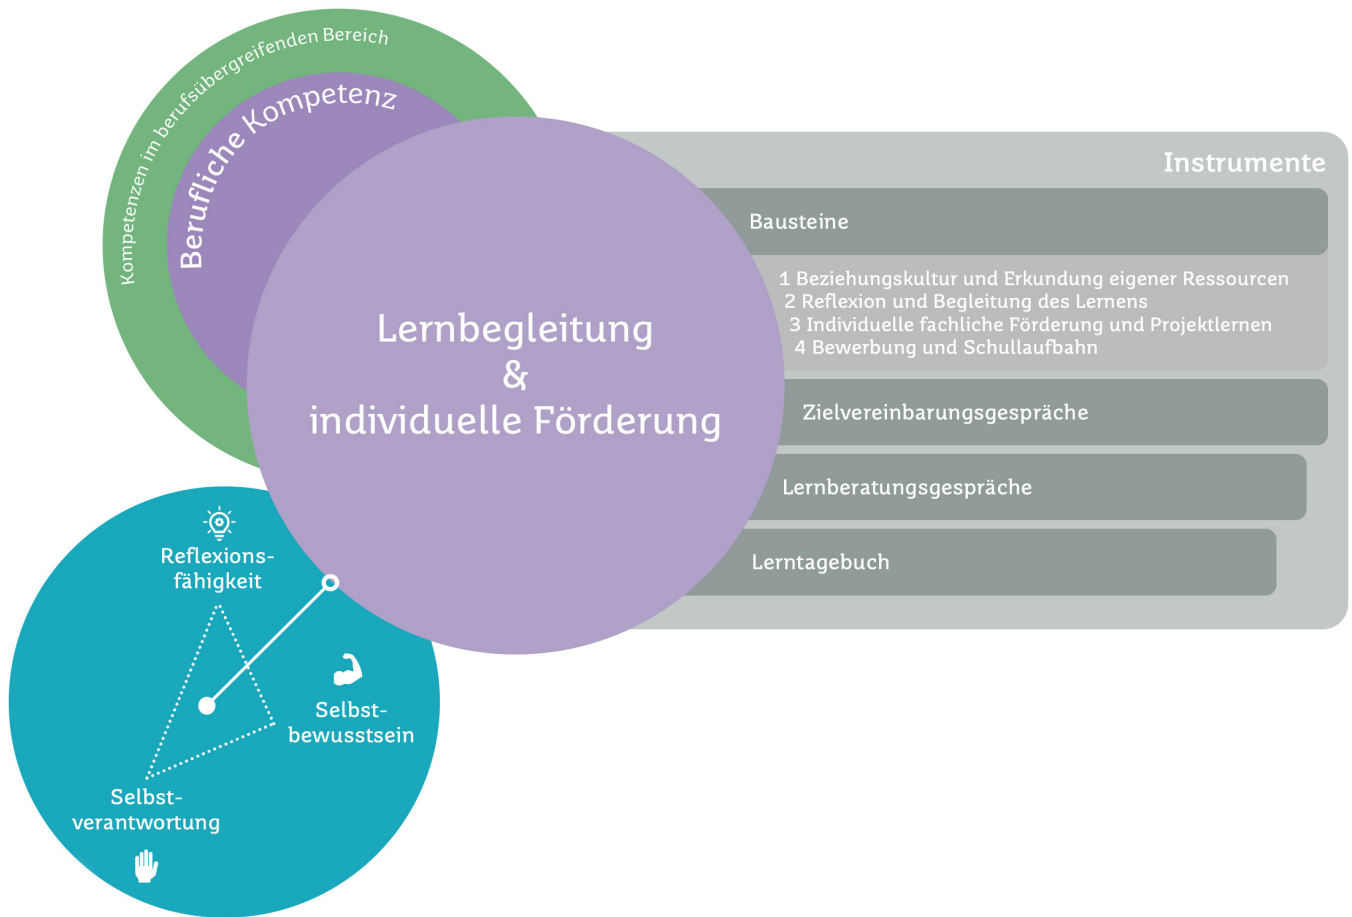 Kompetenzen im berufsübergreifenden Bereich
Berufliche Kompetenz
Lernbegleitung
&
individuelle Förderung
Instrumente
Bausteine
1 Beziehungskultur und Erkundung eigener Ressourcen
2 Reflexion und Begleitung des Lernens
3 Individuelle fachliche Förderung und Projektlernen
4 Bewerbung und Schullaufbahn
Zielvereinbarungsgespräche
Lernberatungsgespräche
Lerntagebuch
Reflexions-
fähigkeit
Selbst-
bewusstsein
Selbst-
verantwortung